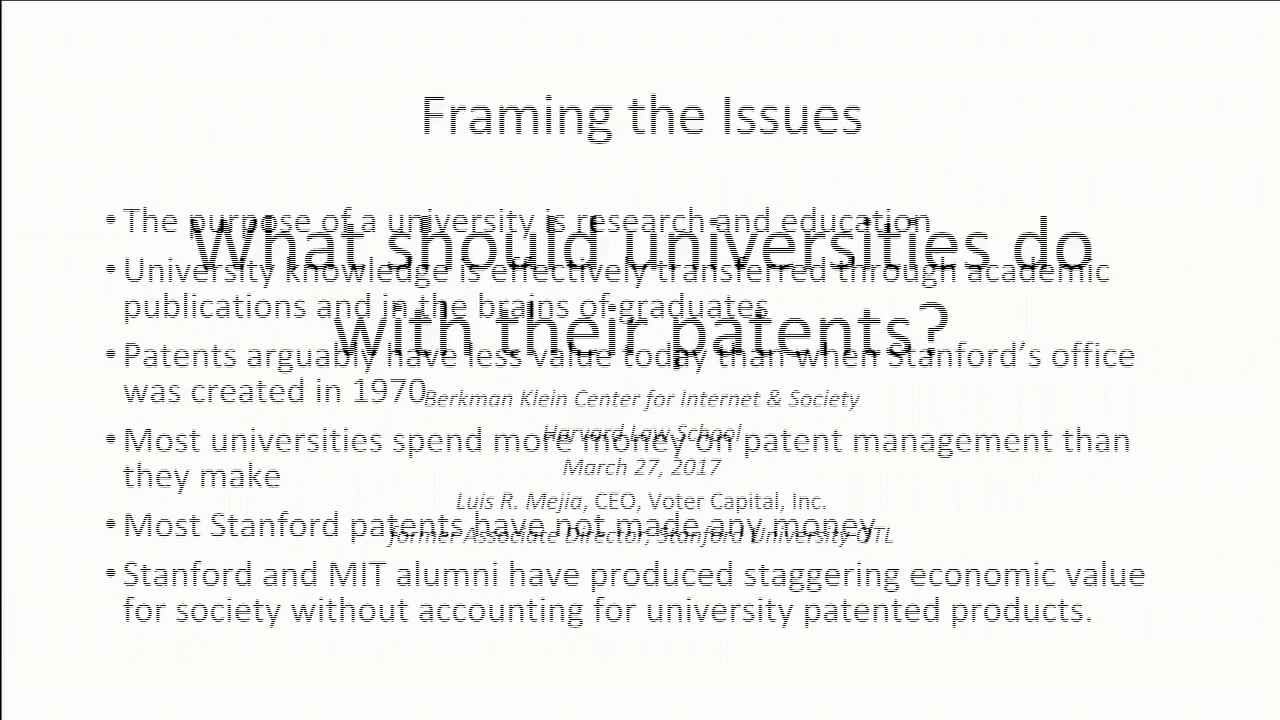 Framing the Issues
• The purpose of a university is research and education
• University knowledge is effectively transferred through academic
publications and in the brains of graduates
• Patents arguably have less value today than when Stanford’s office
was created in 1970
• Most universities spend more money on patent management than
they make
• Most Stanford patents have not made any money
• Stanford and MIT alumni have produced staggering economic value
for society without accounting for university patented products.
What should universities do
with their patents?
Berkman Klein Center for Internet & Society
Harvard Law School
March 27, 2017
Luis R. Mejia, CEO, Voter Capital, Inc.
former Associate Director, Stanford University OTL